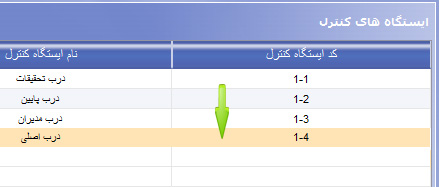 ایستگاه های کنترل
کد ایستگاه کنترل نام ایستگاه کنترل
1-1 درب تحقیقات
1-2 درب پایین
1-3 درب مدیران
1-4 درب اصلی